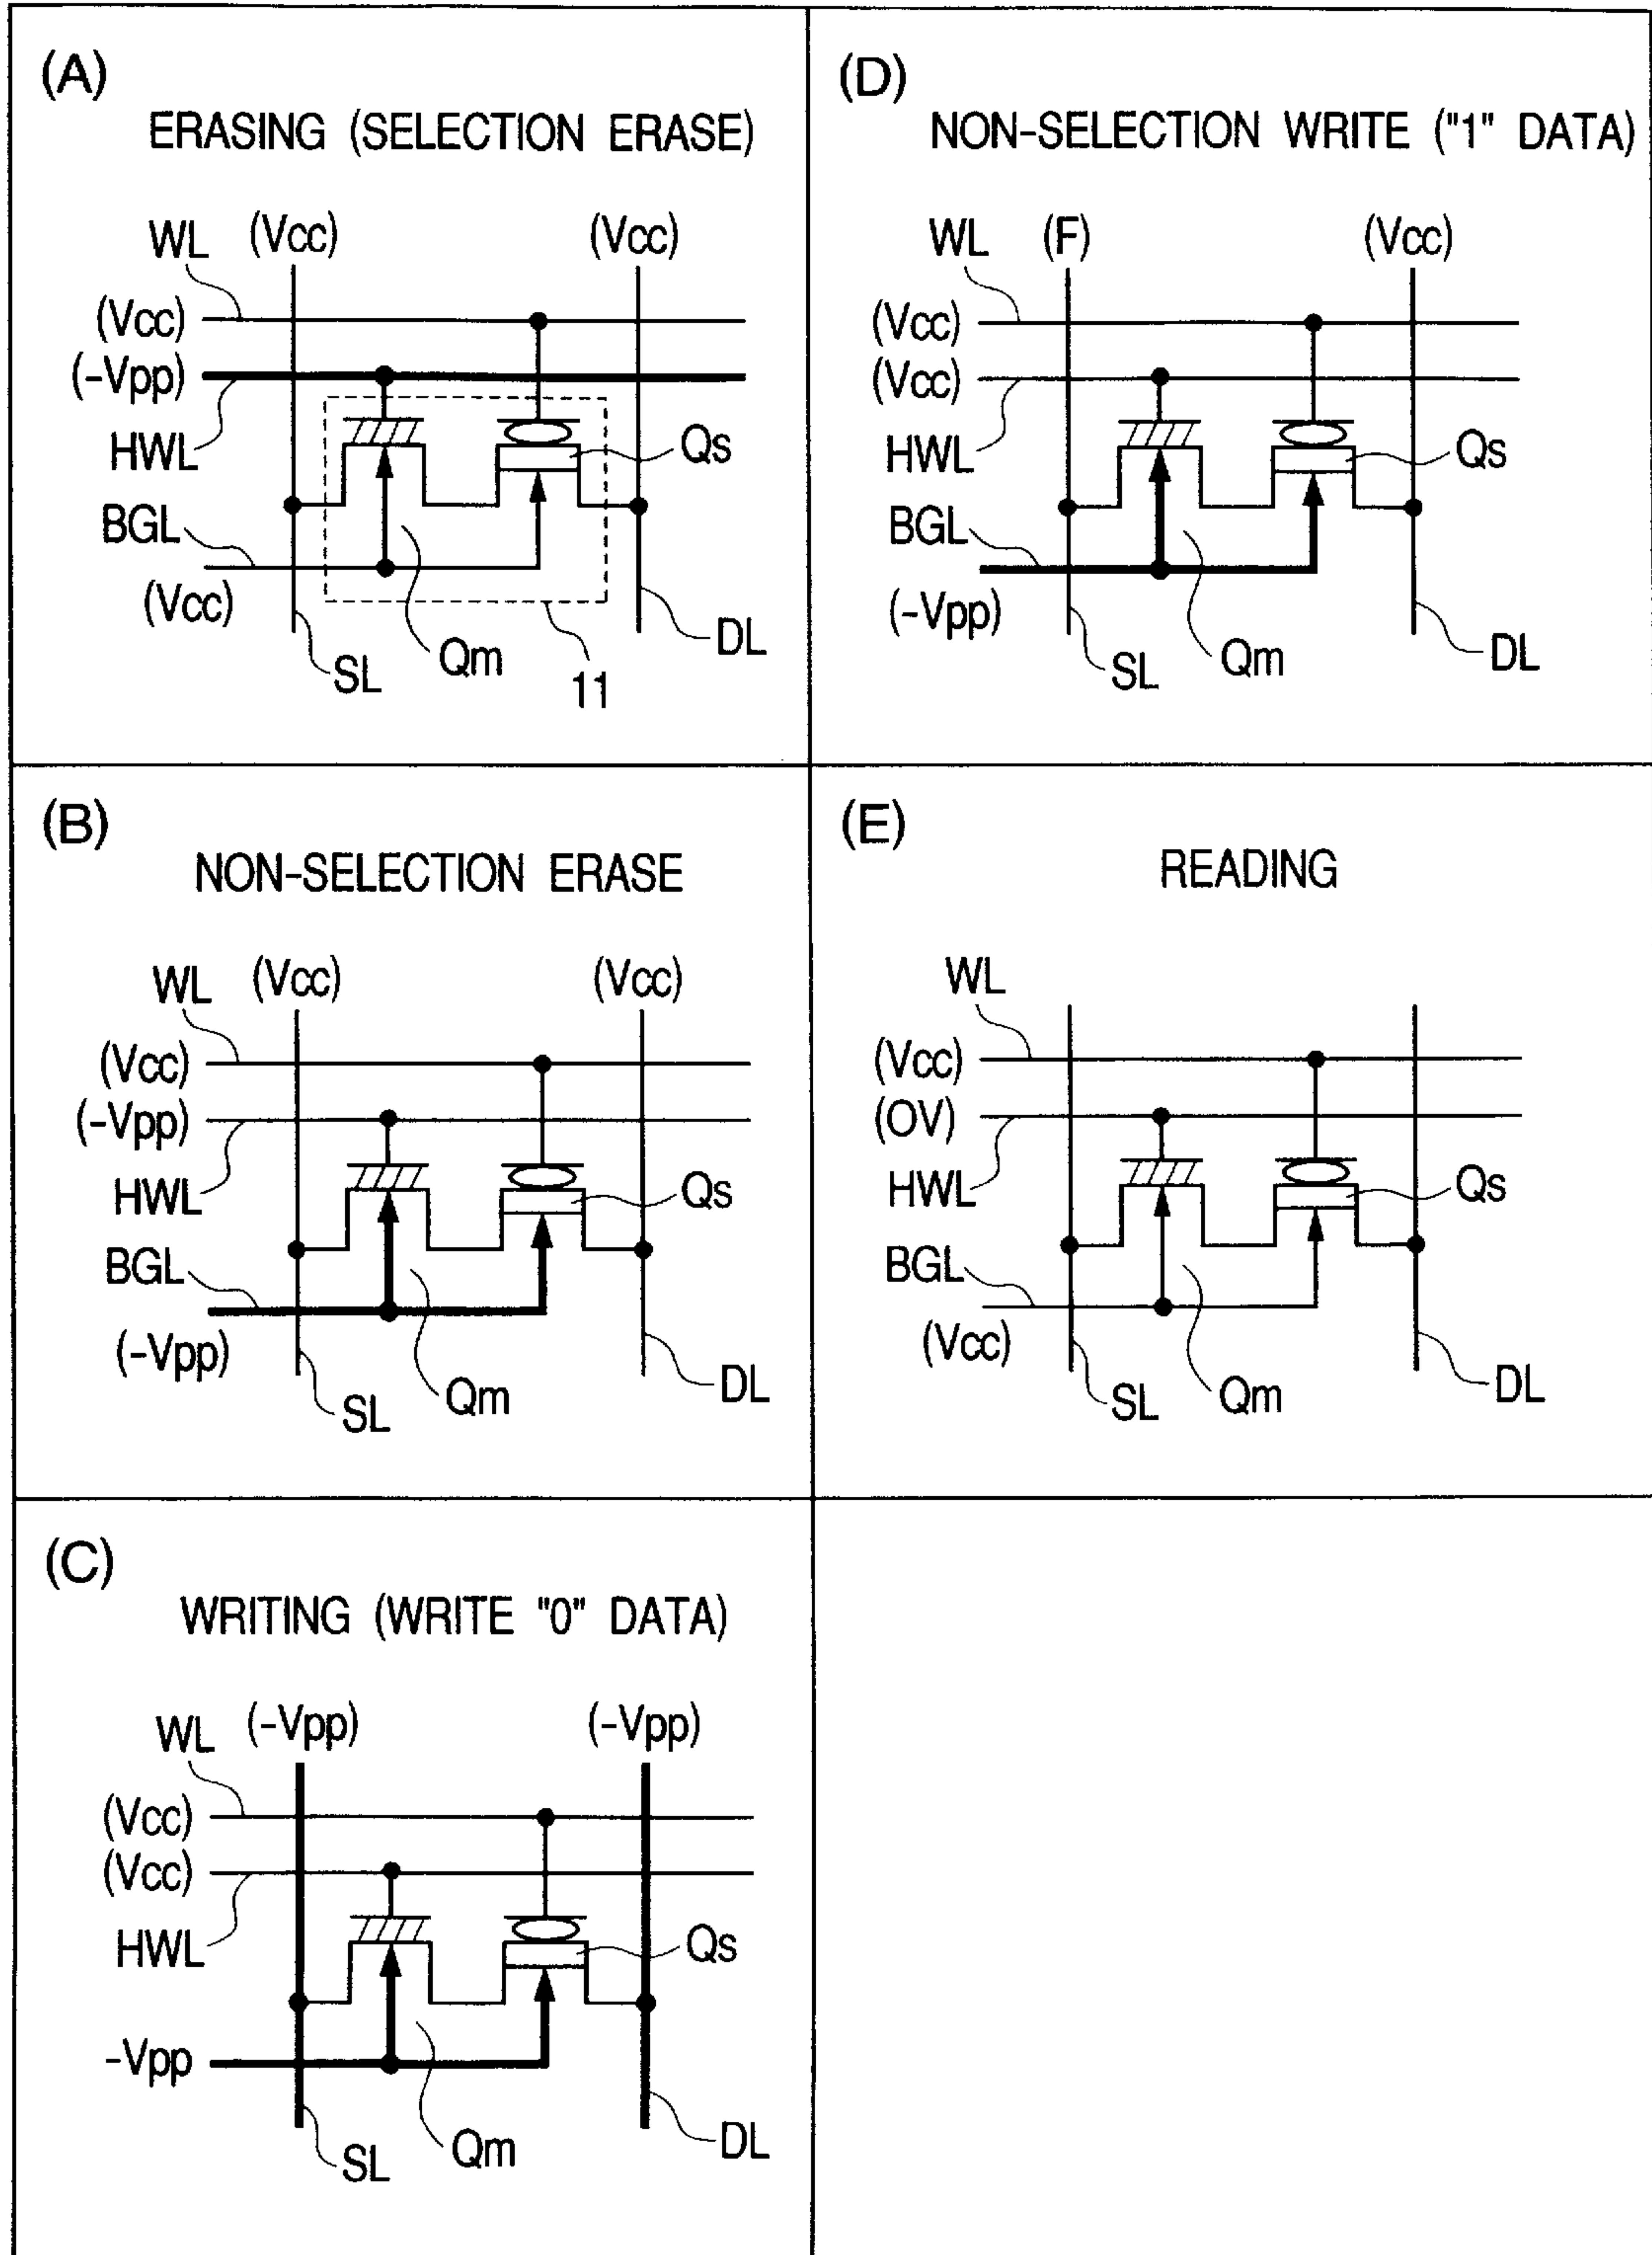 (A)
ERASING (SELECTION ERASE)
WL (Vcc) (Vcc)
(Vcc)
(-Vpp)
HWL Qs
BGL
(Vcc)
SL Qm 11 DL
(B)
NON-SELECTION ERASE
WL (Vcc) (Vcc)
(Vcc)
(-Vpp)
HWL Qs
BGL
(-Vpp)
SL Qm DL
(C)
WRITING (WRITE "0" DATA)
WL (-Vpp) (-Vpp)
(Vcc)
(Vcc)
HWL Qs
-Vpp
SL Qm DL
(D)
NON-SELECTION WRITE ("1" DATA)
WL (F) (Vcc)
(Vcc)
(Vcc)
HWL Qs
BGL
(-Vpp)
SL Qm DL
(E)
READING
WL
(Vcc)
(0V)
HWL Qs
BGL
(Vcc)
SL Qm DL